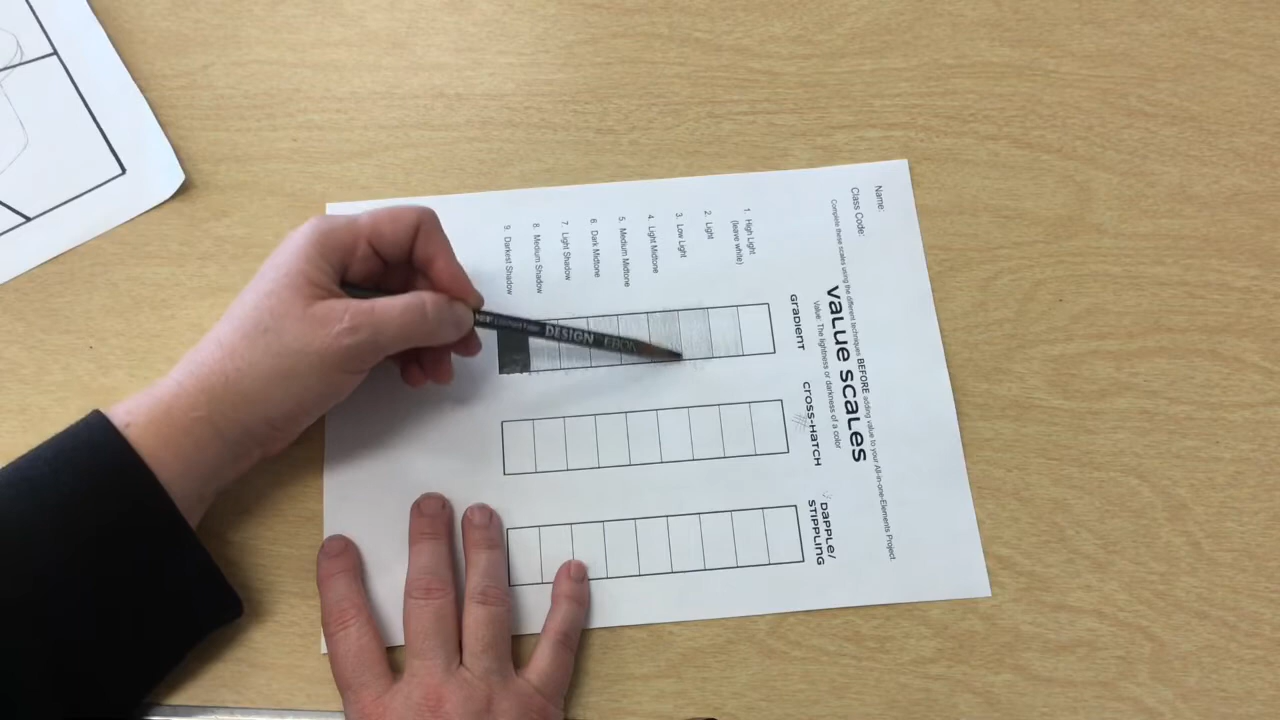 Name:
Class Code:
Complete these scales using the different techniques BEFORE adding value to your All-in-one-Elements Project.
VALUE SCALES
Value: The lightness or darkness of a color
GRADIENT
CROSS-HATCH
DAPPLE/
STIPPLING
1. High Light
(leave white)
2. Light
3. Low Light
4. Light Midtone
5. Medium Midtone
6. Dark Midtone
7. Light Shadow
8. Medium Shadow
9. Darkest Shadow
DESIGN EBONY